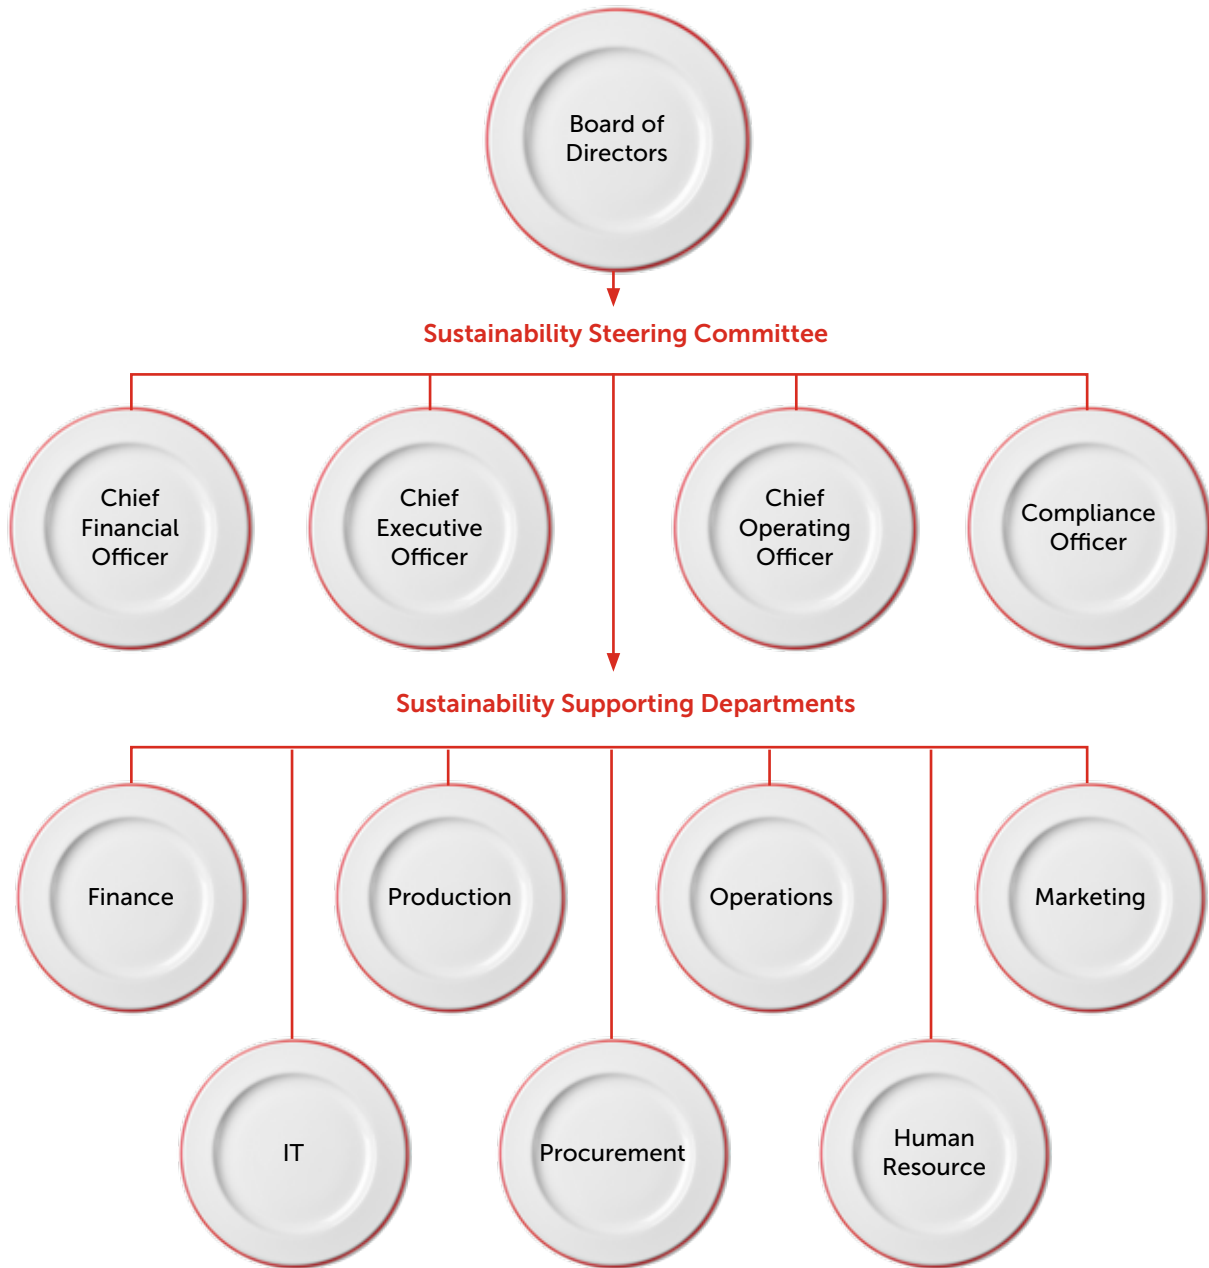 Board of
Directors
Sustainability Steering Committee
Chief
Financial
Officer
Chief
Executive
Officer
Chief
Operating
Officer
Compliance
Officer
Sustainability Supporting Departments
Finance
Production
Operations
Marketing
IT
Procurement
Human
Resource